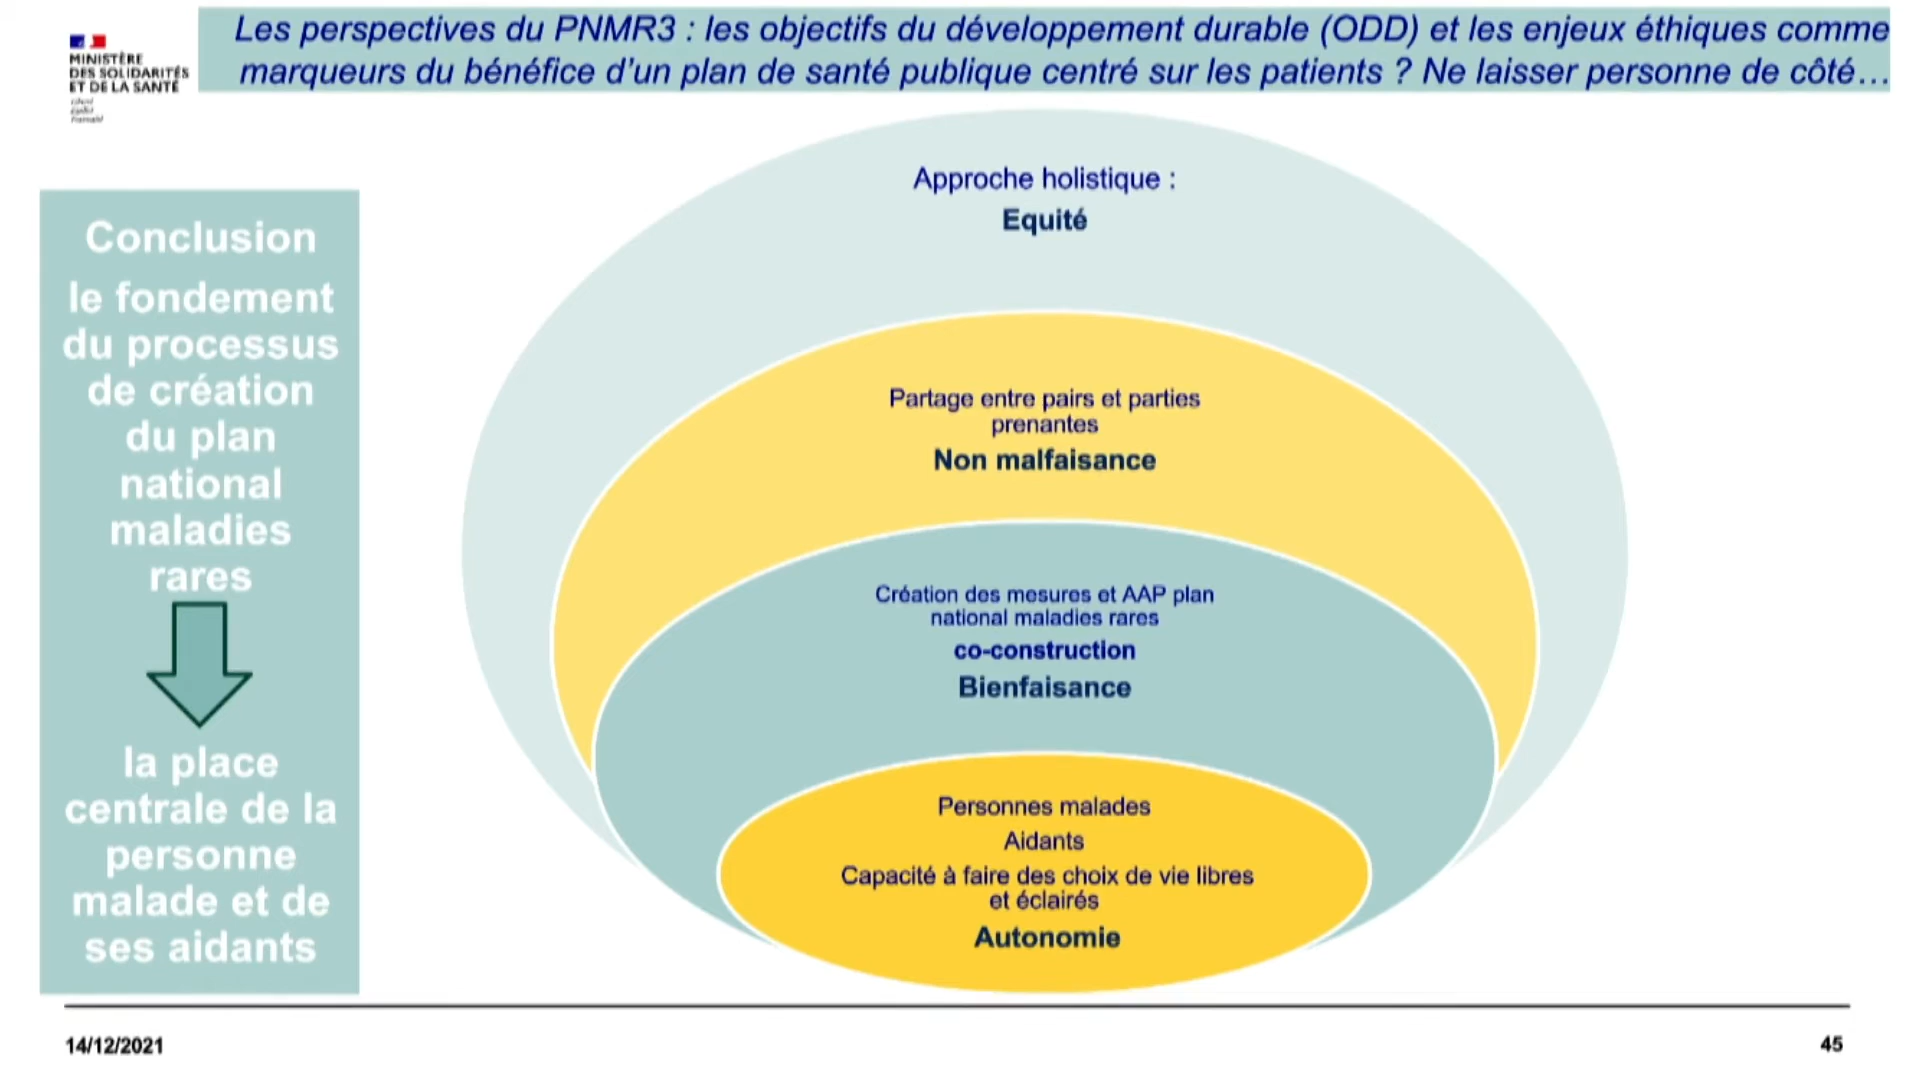 Les perspectives du PNMR3 : les objectifs du développement durable (ODD) et les enjeux éthiques comme
marqueurs du bénéfice d'un plan de santé publique centré sur les patients ? Ne laisser personne de côté…
MINISTÈRE
DES SOLIDARITÉS
ET DE LA SANTÉ
Liberté
Égalité
Fraternité
Conclusion
le fondement
du processus
de création
du plan
national
maladies
rares
la place
centrale de la
personne
malade et de
ses aidants
Approche holistique :
Equité
Partage entre pairs et parties
prenantes
Non malfaisance
Création des mesures et AAP plan
national maladies rares
co-construction
Bienfaisance
Personnes malades
Aidants
Capacité à faire des choix de vie libres
et éclairés
Autonomie
14/12/2021
45